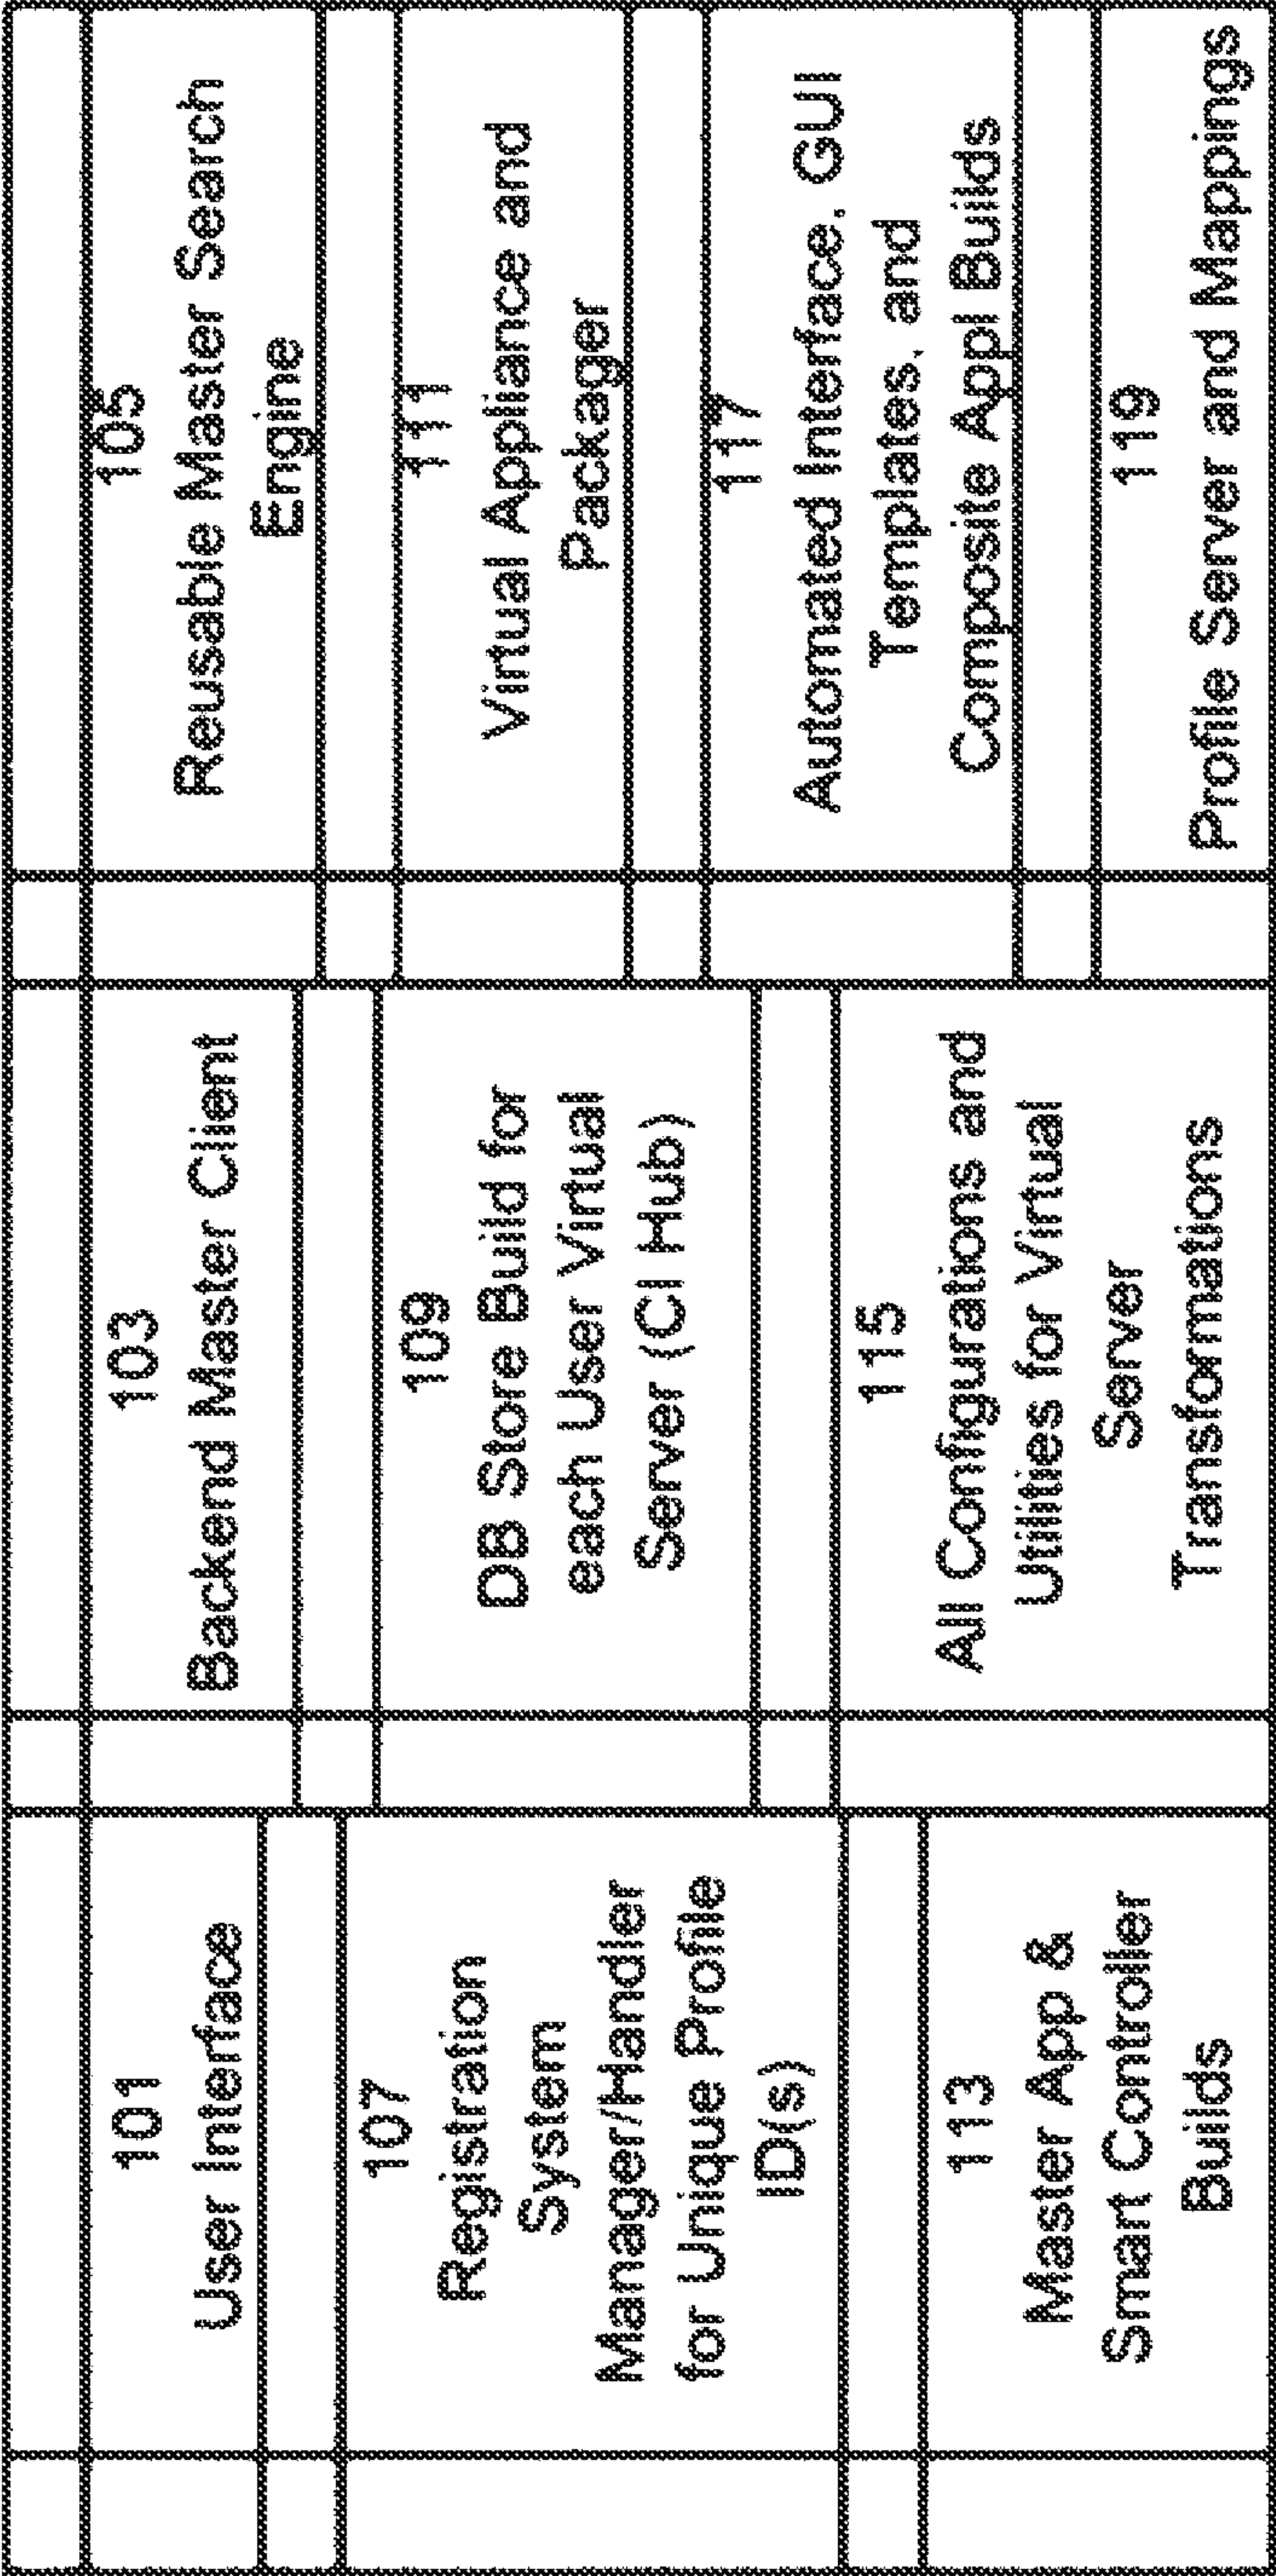 101
User Interface
107
Registration
System
Manager/Handler
for Unique Profile
ID(s)
113
Master App &
Smart Controller
Builds
103
Backend Master Client
109
DB Store Build for
each User Virtual
Server (CI Hub)
115
All Configurations and
Utilities for Virtual
Server
Transformations
105
Reusable Master Search
Engine
111
Virtual Appliance and
Packager
117
Automated Interface, GUI
Templates, and
Composite Appl Builds
119
Profile Server and Mappings